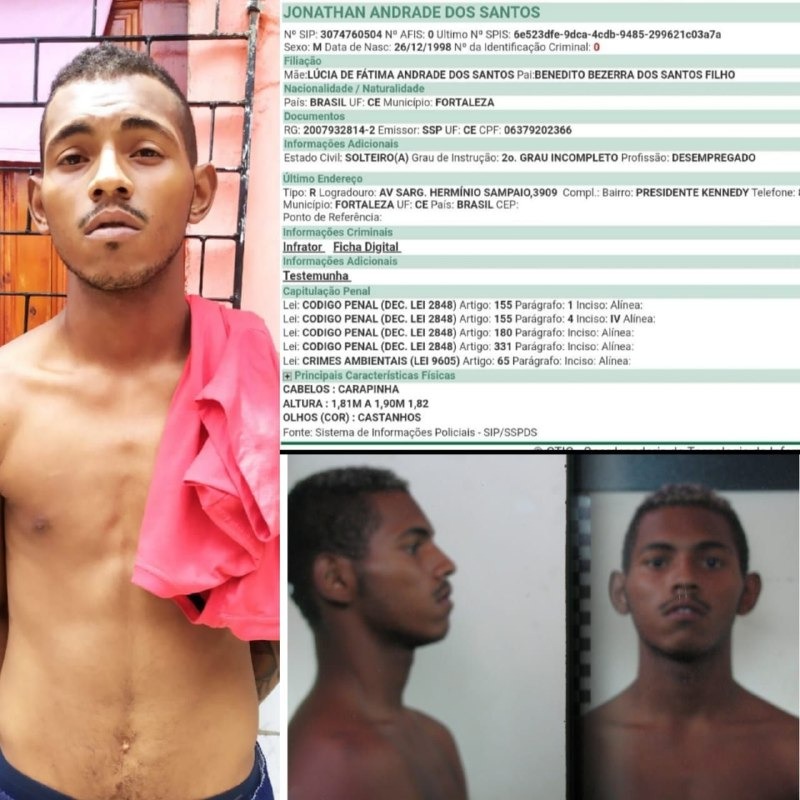 JONATHAN ANDRADE DOS SANTOS
Nº SIP: 3074760504 Nº AFIS: 0 Ultimo Nº SPIS: 6e523dfe-9dca-4cdb-9485-299621c03a7a
Sexo: M Data de Nasc: 26/12/1998 Nº da Identificação Criminal: 0
Filiação
Mãe:LÚCIA DE FÁTIMA ANDRADE DOS SANTOS Pai:BENEDITO BEZERRA DOS SANTOS FILHO
Nacionalidade / Naturalidade
País: BRASIL UF: CE Município: FORTALEZA
Documentos
RG: 2007932814-2 Emissor: SSP UF: CE CPF: 06379202366
Informações Adicionais
Estado Civil: SOLTEIRO(A) Grau de Instrução: 2o. GRAU INCOMPLETO Profissão: DESEMPREGADO
Último Endereço
Tipo: R Logradouro: AV SARG. HERMÍNIO SAMPAIO,3909 Compl.: Bairro: PRESIDENTE KENNEDY Telefone:
Município: FORTALEZA UF: CE País: BRASIL CEP:
Ponto de Referência:
Informações Criminais
Infrator Ficha Digital
Informações Adicionais
Testemunha
Capitulação Penal
Lei: CODIGO PENAL (DEC. LEI 2848) Artigo: 155 Parágrafo: 1 Inciso: Alínea:
Lei: CODIGO PENAL (DEC. LEI 2848) Artigo: 155 Parágrafo: 4 Inciso: IV Alínea:
Lei: CODIGO PENAL (DEC. LEI 2848) Artigo: 180 Parágrafo: Inciso: Alínea:
Lei: CODIGO PENAL (DEC. LEI 2848) Artigo: 331 Parágrafo: Inciso: Alínea:
Lei: CRIMES AMBIENTAIS (LEI 9605) Artigo: 65 Parágrafo: Inciso: Alínea:
Principais Características Físicas
CABELOS : CARAPINHA
ALTURA : 1,81M A 1,90M 1,82
OLHOS (COR) : CASTANHOS
Fonte: Sistema de Informações Policiais - SIP/SSPDS